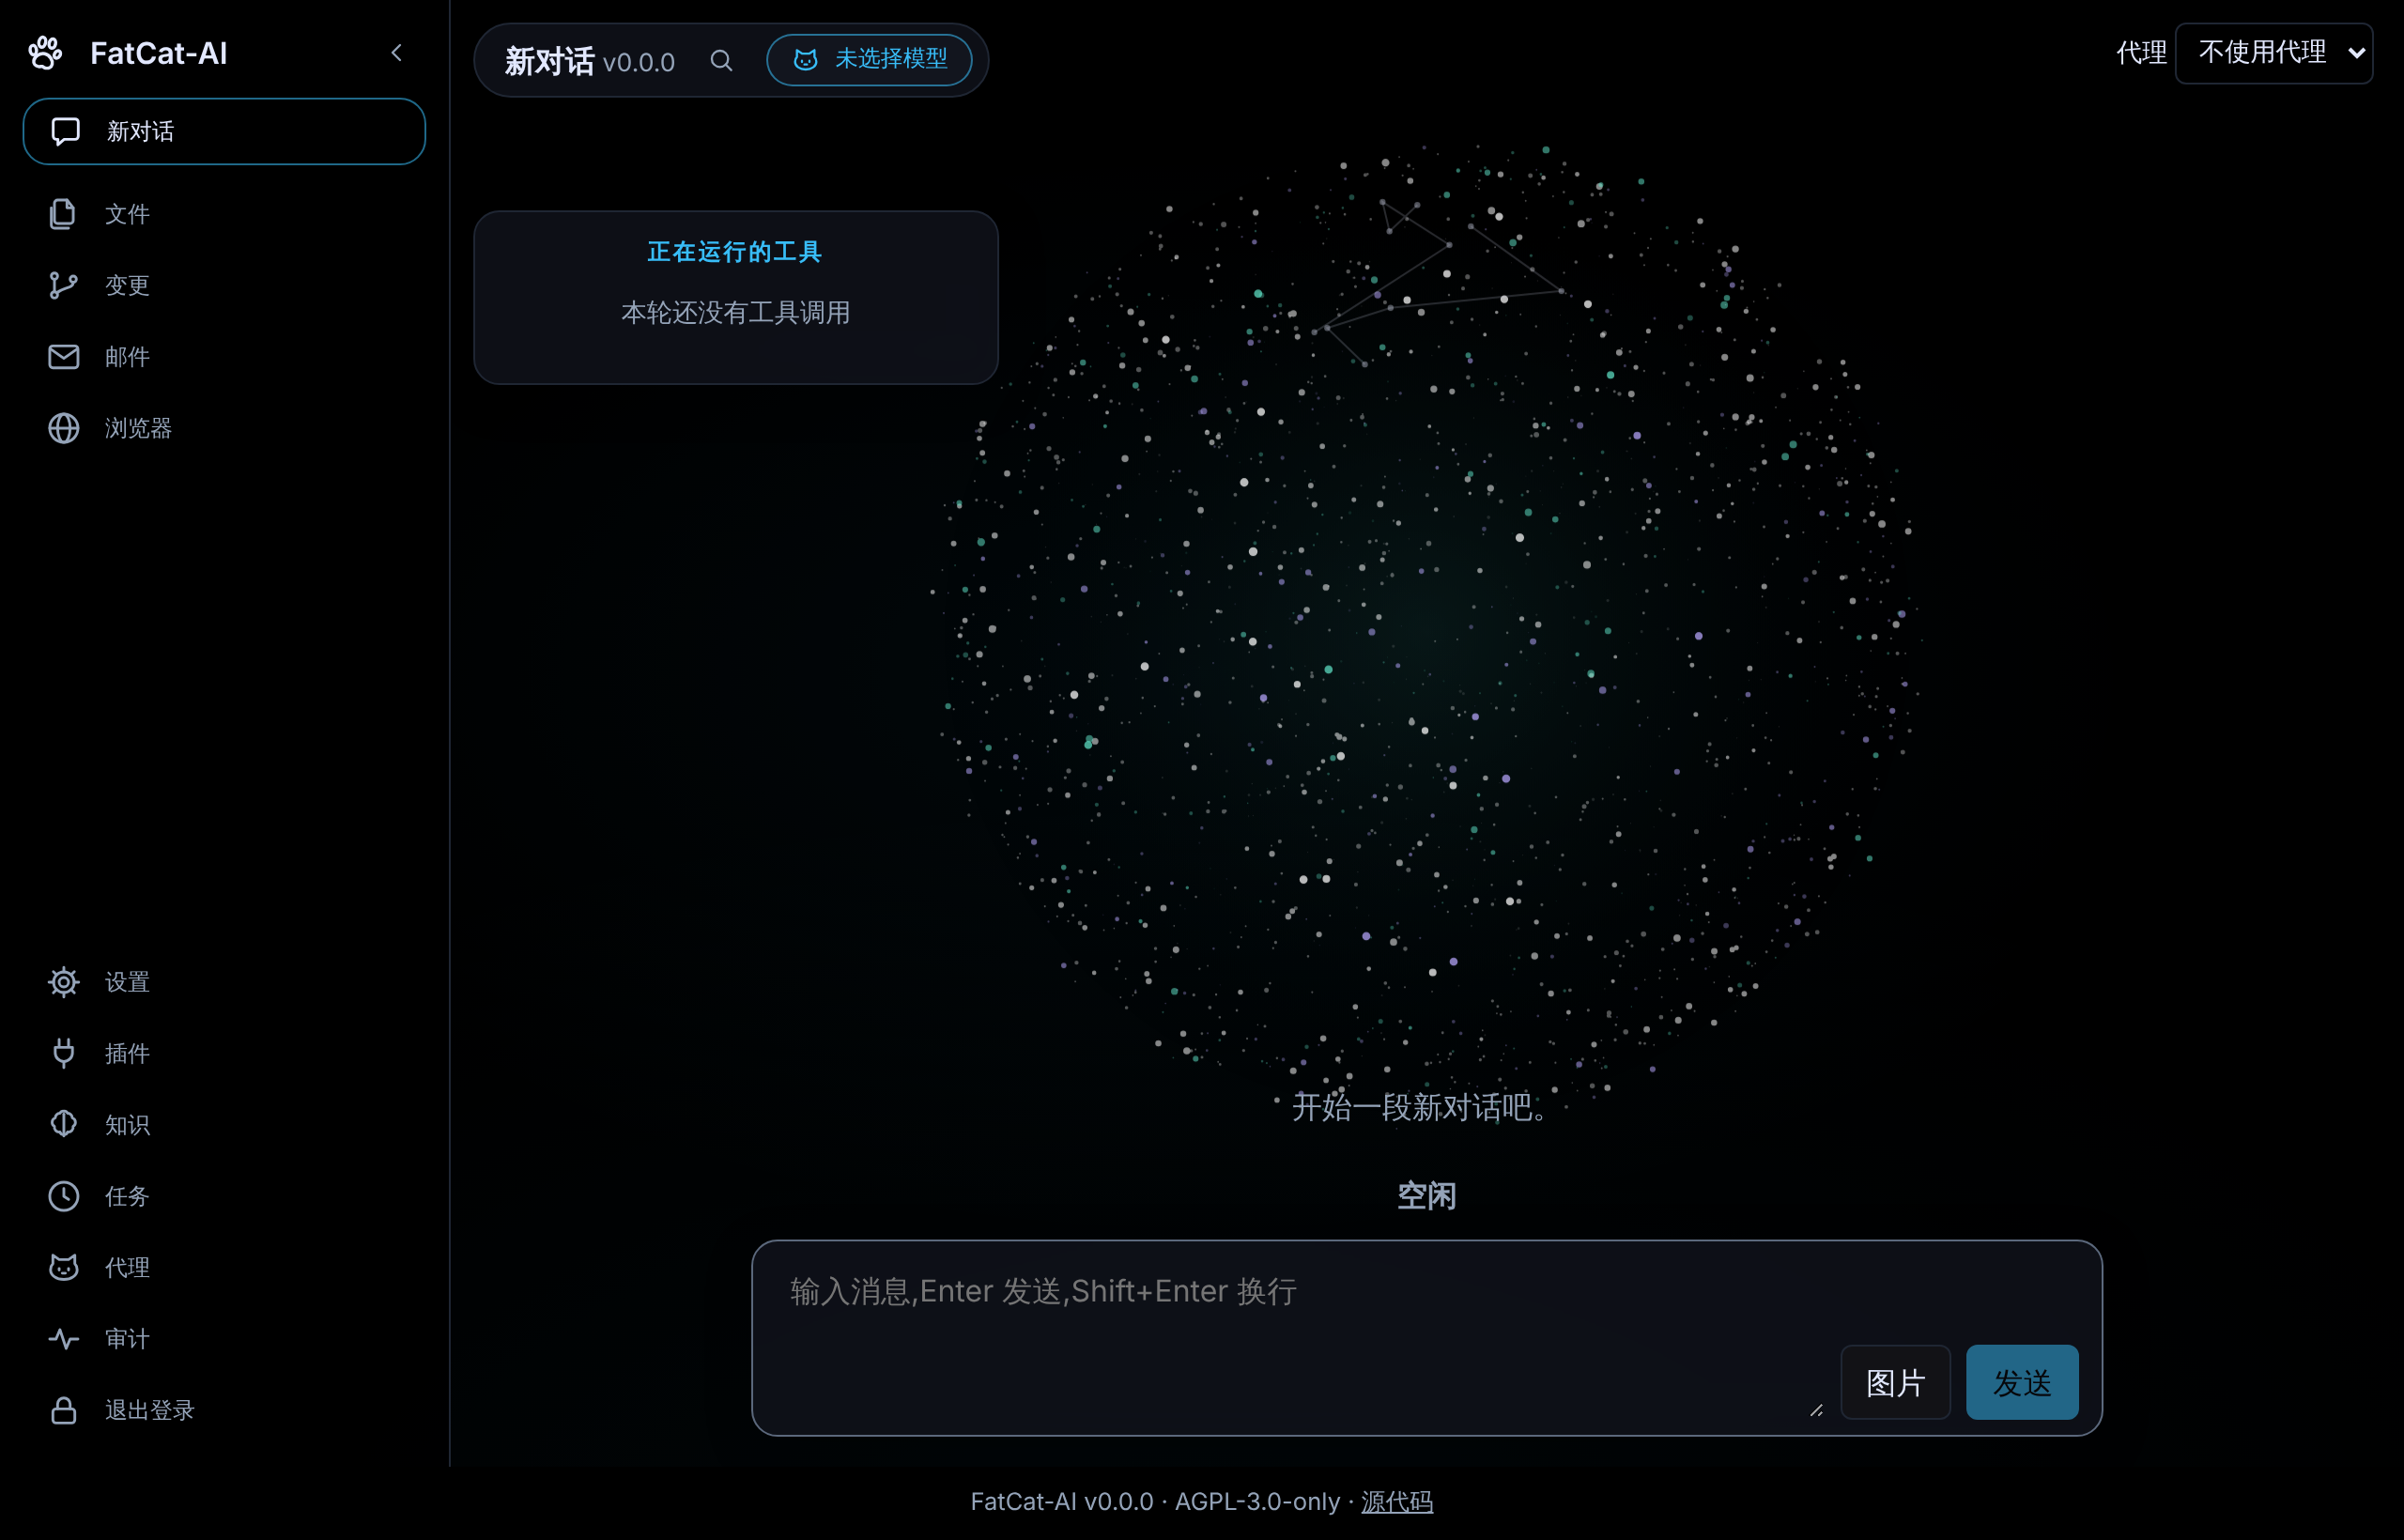 FatCat-AI
新对话
文件
变更
邮件
浏览器
设置
插件
知识
任务
代理
审计
退出登录
新对话 v0.0.0
未选择模型
代理 不使用代理
正在运行的工具
本轮还没有工具调用
开始一段新对话吧。
空闲
输入消息,Enter 发送,Shift+Enter 换行
图片
发送
FatCat-AI v0.0.0 · AGPL-3.0-only · 源代码